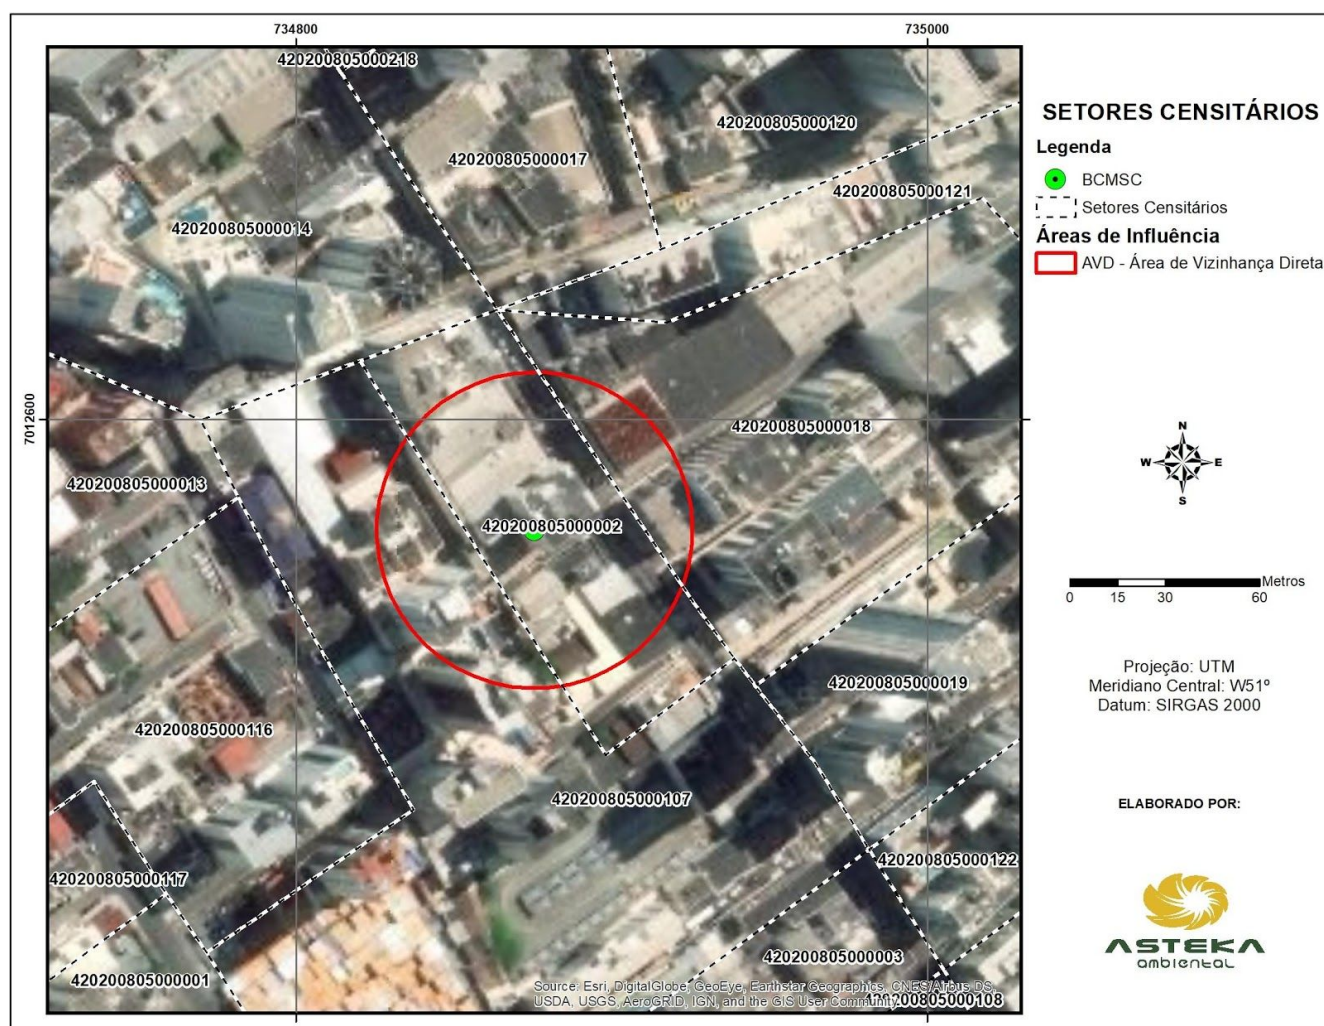 734800
735000
420200805000218
420200805000120
420200805000017
420200805000121
420200805000014
7012600
420200805000018
420200805000013
420200805000002
420200805000019
420200805000116
420200805000107
420200805000122
420200805000117
420200805000003
420200805000001
420200805000108
Source: Esri, DigitalGlobe, GeoEye, Earthstar Geographics, CNES/Airbus DS,
USDA, USGS, AeroGRID, IGN, and the GIS User Community
SETORES CENSITÁRIOS
Legenda
BCMSC
Setores Censitários
Áreas de Influência
AVD - Área de Vizinhança Direta
N
W E
S
Metros
0 15 30 60
Projeção: UTM
Meridiano Central: W51º
Datum: SIRGAS 2000
ELABORADO POR:
ASTEKA
ambiental